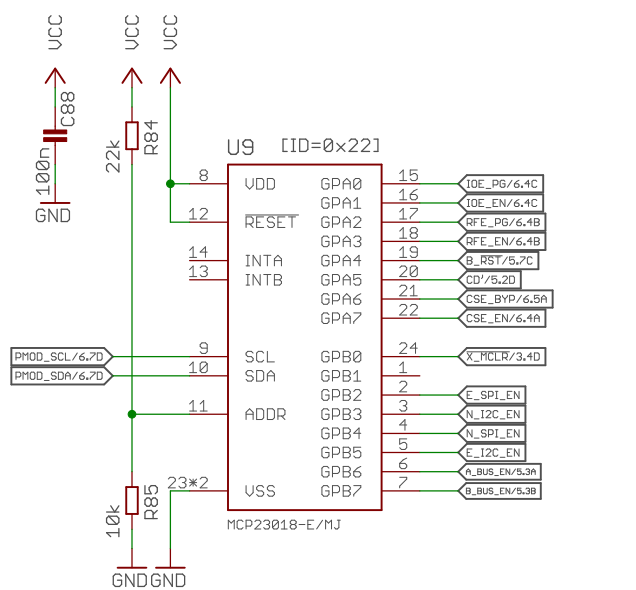 VCC
VCC
VCC
C88
100n
GND
22k
R84
U9
[ID=0x22]
8
VDD
GPA0
15
IOE_PG/6.4C
GPA1
16
IOE_EN/6.4C
12
RESET
GPA2
17
RFE_PG/6.4B
GPA3
18
RFE_EN/6.4B
14
INTA
GPA4
19
B_RST/5.7C
13
INTB
GPA5
20
CD'/5.2D
GPA6
21
CSE_BYP/6.5A
GPA7
22
CSE_EN/6.4A
PMOD_SCL/6.7D
9
SCL
GPB0
24
X_MCLR/3.4D
PMOD_SDA/6.7D
10
SDA
GPB1
1
GPB2
2
E_SPI_EN
11
ADDR
GPB3
3
N_I2C_EN
GPB4
4
N_SPI_EN
GPB5
5
E_I2C_EN
GPB6
6
A_BUS_EN/5.3A
23*2
VSS
GPB7
7
B_BUS_EN/5.3B
10k
R85
MCP23018-E/MJ
GND
GND